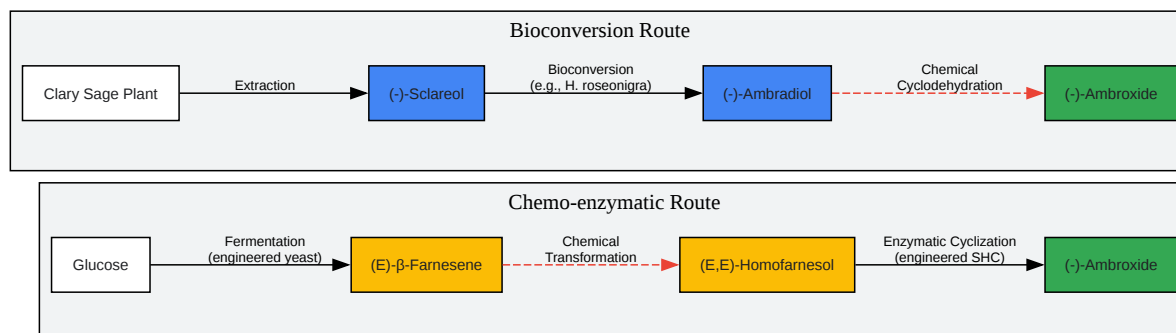 Bioconversion Route
Clary Sage Plant
Extraction
(-)-Sclareol
Bioconversion
(e.g., H. roseonigra)
(-)-Ambradiol
Chemical
Cyclodehydration
(-)-Ambroxide
Chemo-enzymatic Route
Glucose
Fermentation
(engineered yeast)
(E)-β-Farnesene
Chemical
Transformation
(E,E)-Homofarnesol
Enzymatic Cyclization
(engineered SHC)
(-)-Ambroxide